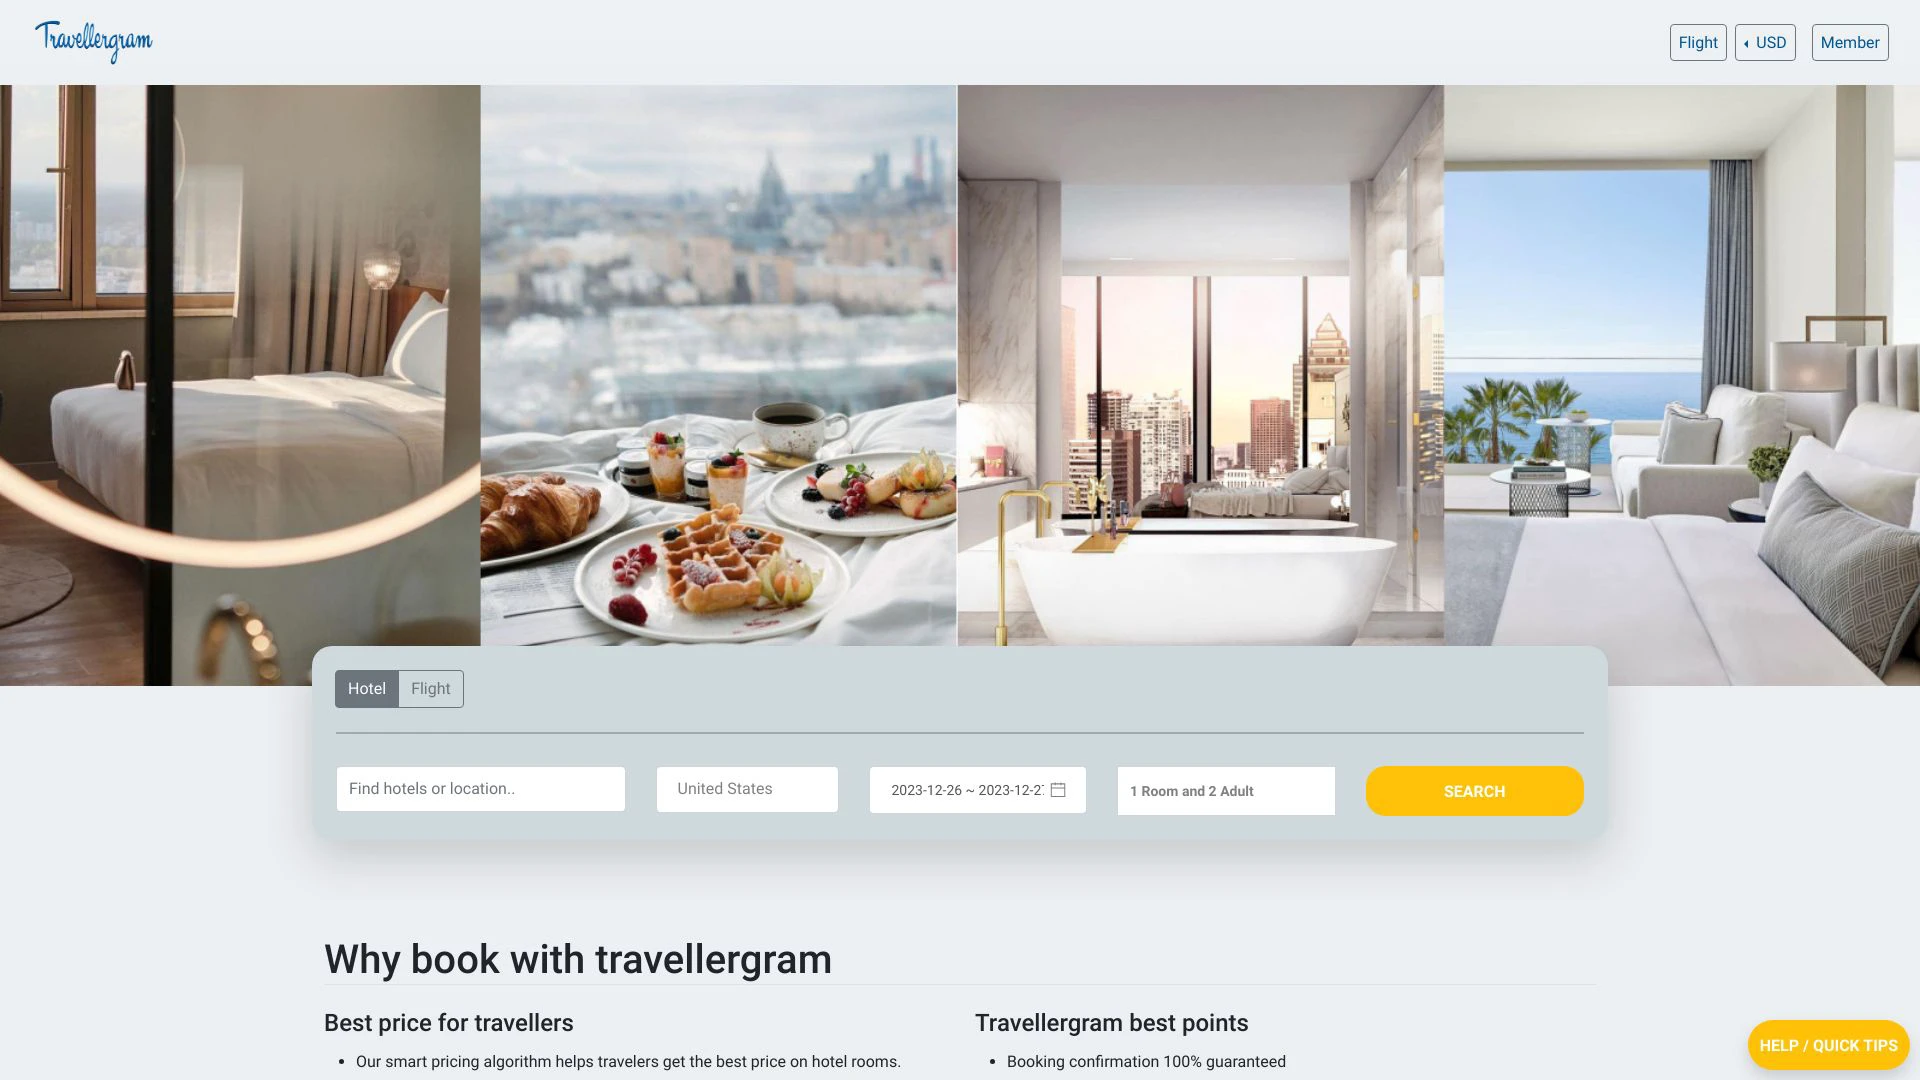 Travellergram
Flight
USD
Member
Hotel
Flight
Find hotels or location..
United States
2023-12-26 ~ 2023-12-27
1 Room and 2 Adult
SEARCH
Why book with travellergram
Best price for travellers
Our smart pricing algorithm helps travelers get the best price on hotel rooms.
Travellergram best points
Booking confirmation 100% guaranteed
HELP / QUICK TIPS